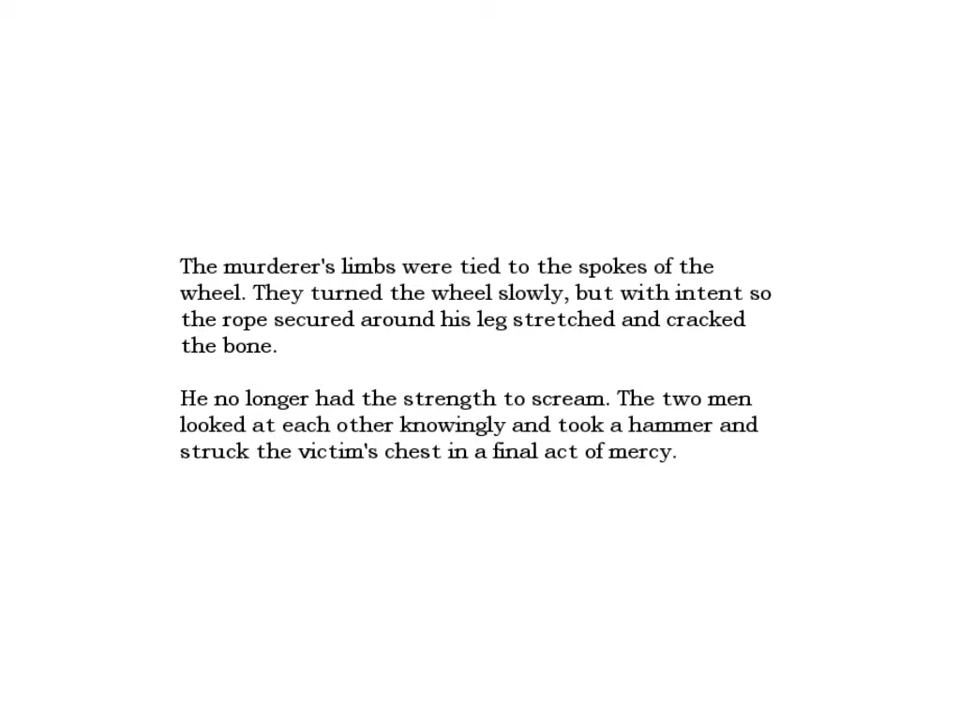 The murderer's limbs were tied to the spokes of the
wheel. They turned the wheel slowly, but with intent so
the rope secured around his leg stretched and cracked
the bone.
He no longer had the strength to scream. The two men
looked at each other knowingly and took a hammer and
struck the victim's chest in a final act of mercy.